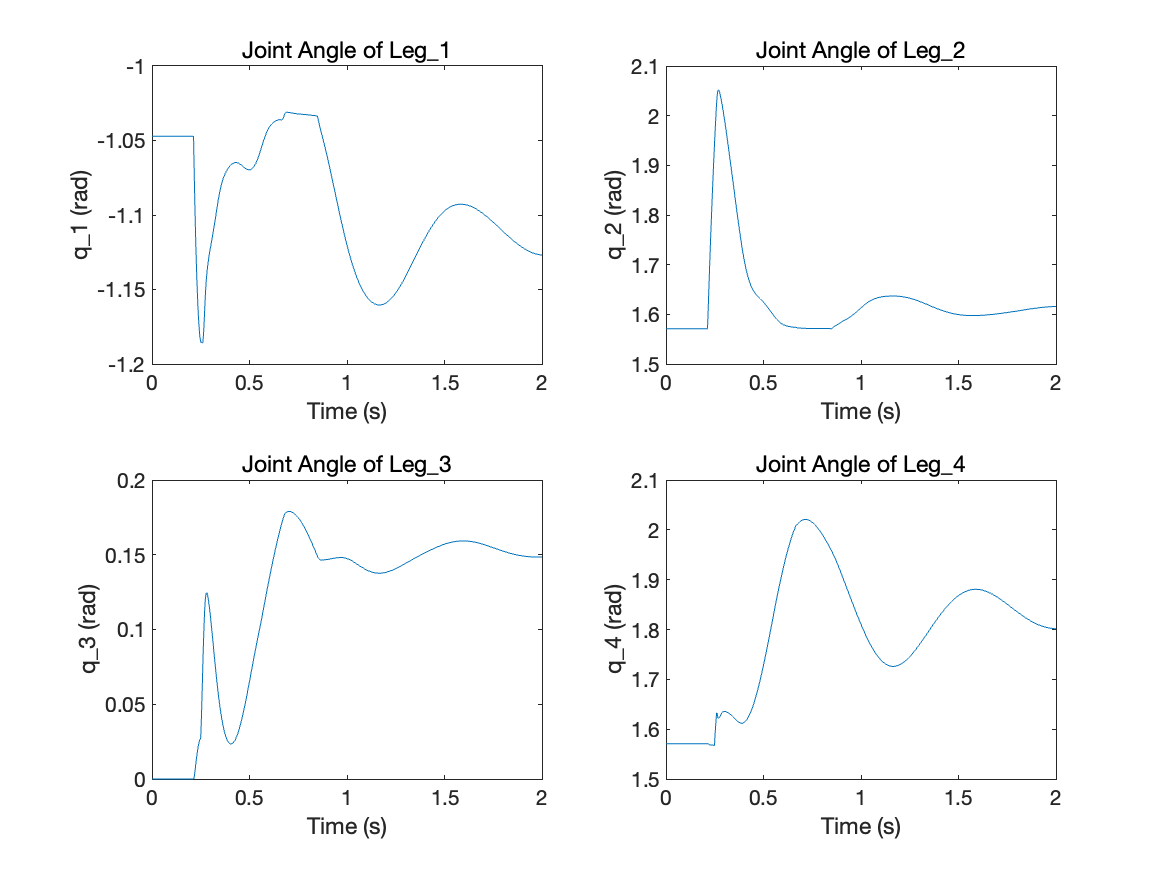 Joint Angle of Leg_1
-1
-1.05
-1.1
-1.15
-1.2
q_1 (rad)
0 0.5 1 1.5 2
Time (s)
Joint Angle of Leg_2
2.1
2
1.9
1.8
1.7
1.6
1.5
q_2 (rad)
0 0.5 1 1.5 2
Time (s)
Joint Angle of Leg_3
0.2
0.15
0.1
0.05
0
q_3 (rad)
0 0.5 1 1.5 2
Time (s)
Joint Angle of Leg_4
2.1
2
1.9
1.8
1.7
1.6
1.5
q_4 (rad)
0 0.5 1 1.5 2
Time (s)